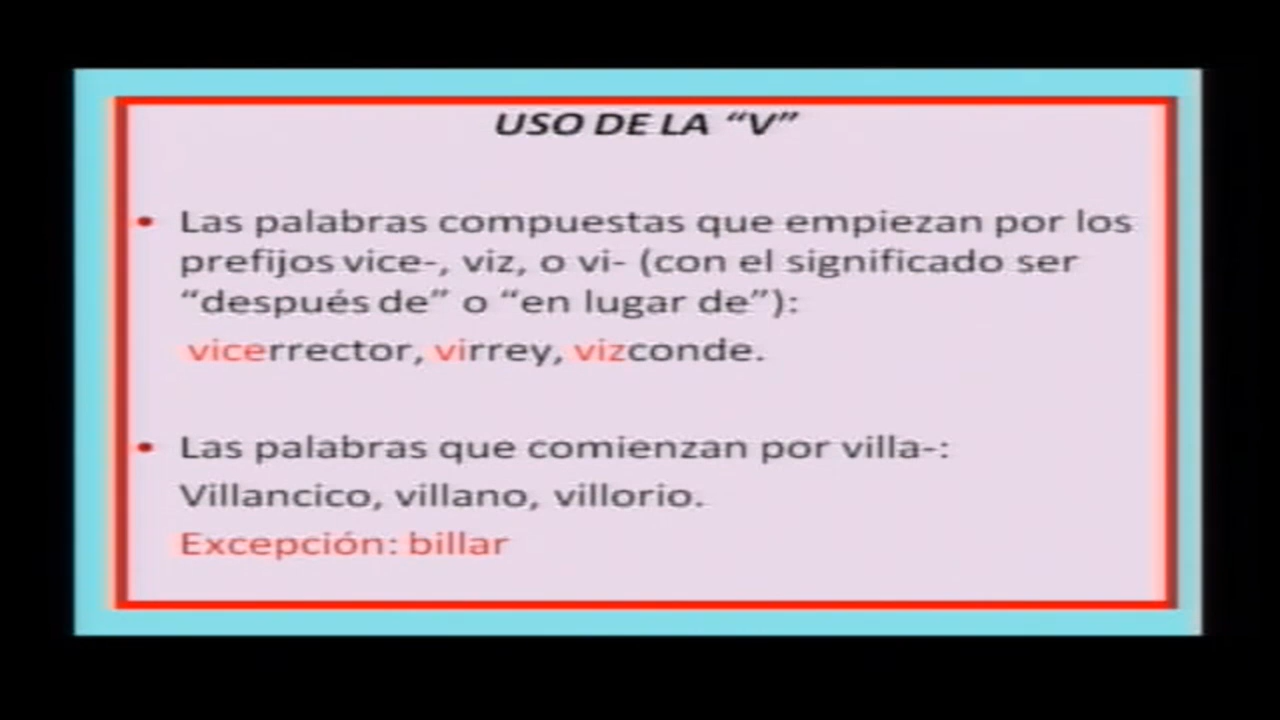 USO DE LA “V”
• Las palabras compuestas que empiezan por los
prefijos vice-, viz, o vi- (con el significado ser
“después de” o “en lugar de”):
vicerrector, virrey, vizconde.
• Las palabras que comienzan por villa-:
Villancico, villano, villorio.
Excepción: billar